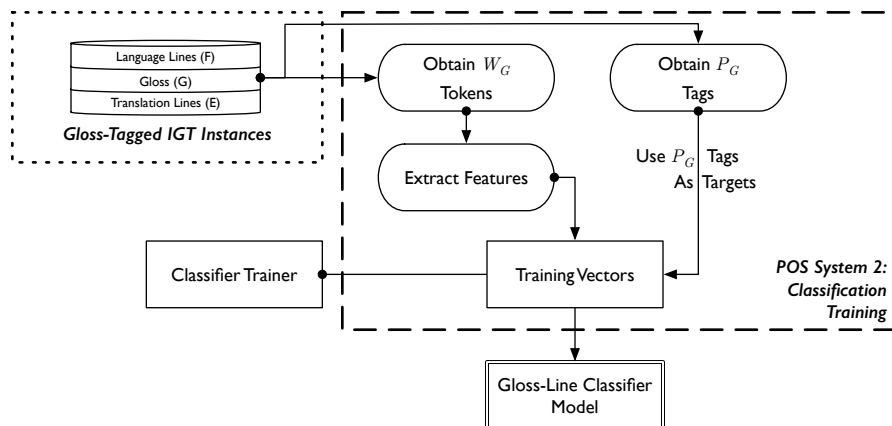 Language Lines (F)
Gloss (G)
Translation Lines (E)
Gloss-Tagged IGT Instances
Obtain W_G
Tokens
Obtain P_G
Tags
Extract Features
Use P_G Tags
As Targets
Classifier Trainer
Training Vectors
POS System 2:
Classification
Training
Gloss-Line Classifier
Model